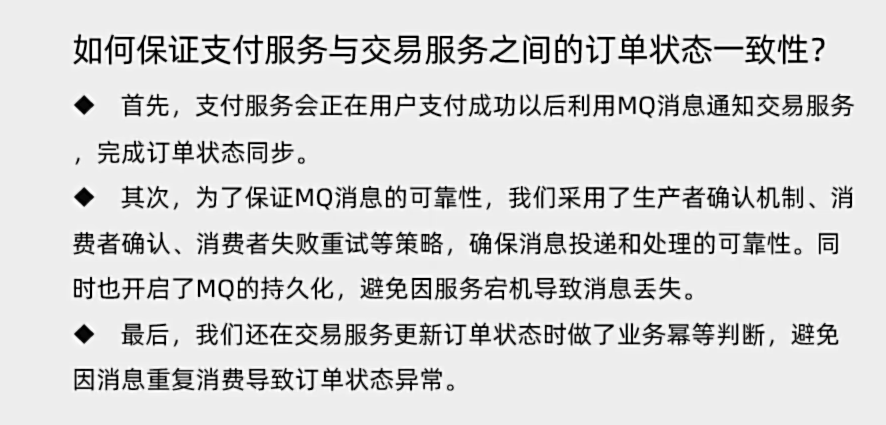 如何保证支付服务与交易服务之间的订单状态一致性？
◆ 首先，支付服务会正在用户支付成功以后利用MQ消息通知交易服务
，完成订单状态同步。
◆ 其次，为了保证MQ消息的可靠性，我们采用了生产者确认机制、消
费者确认、消费者失败重试等策略，确保消息投递和处理的可靠性。同
时也开启了MQ的持久化，避免因服务宕机导致消息丢失。
◆ 最后，我们还在交易服务更新订单状态时做了业务幂等判断，避免
因消息重复消费导致订单状态异常。